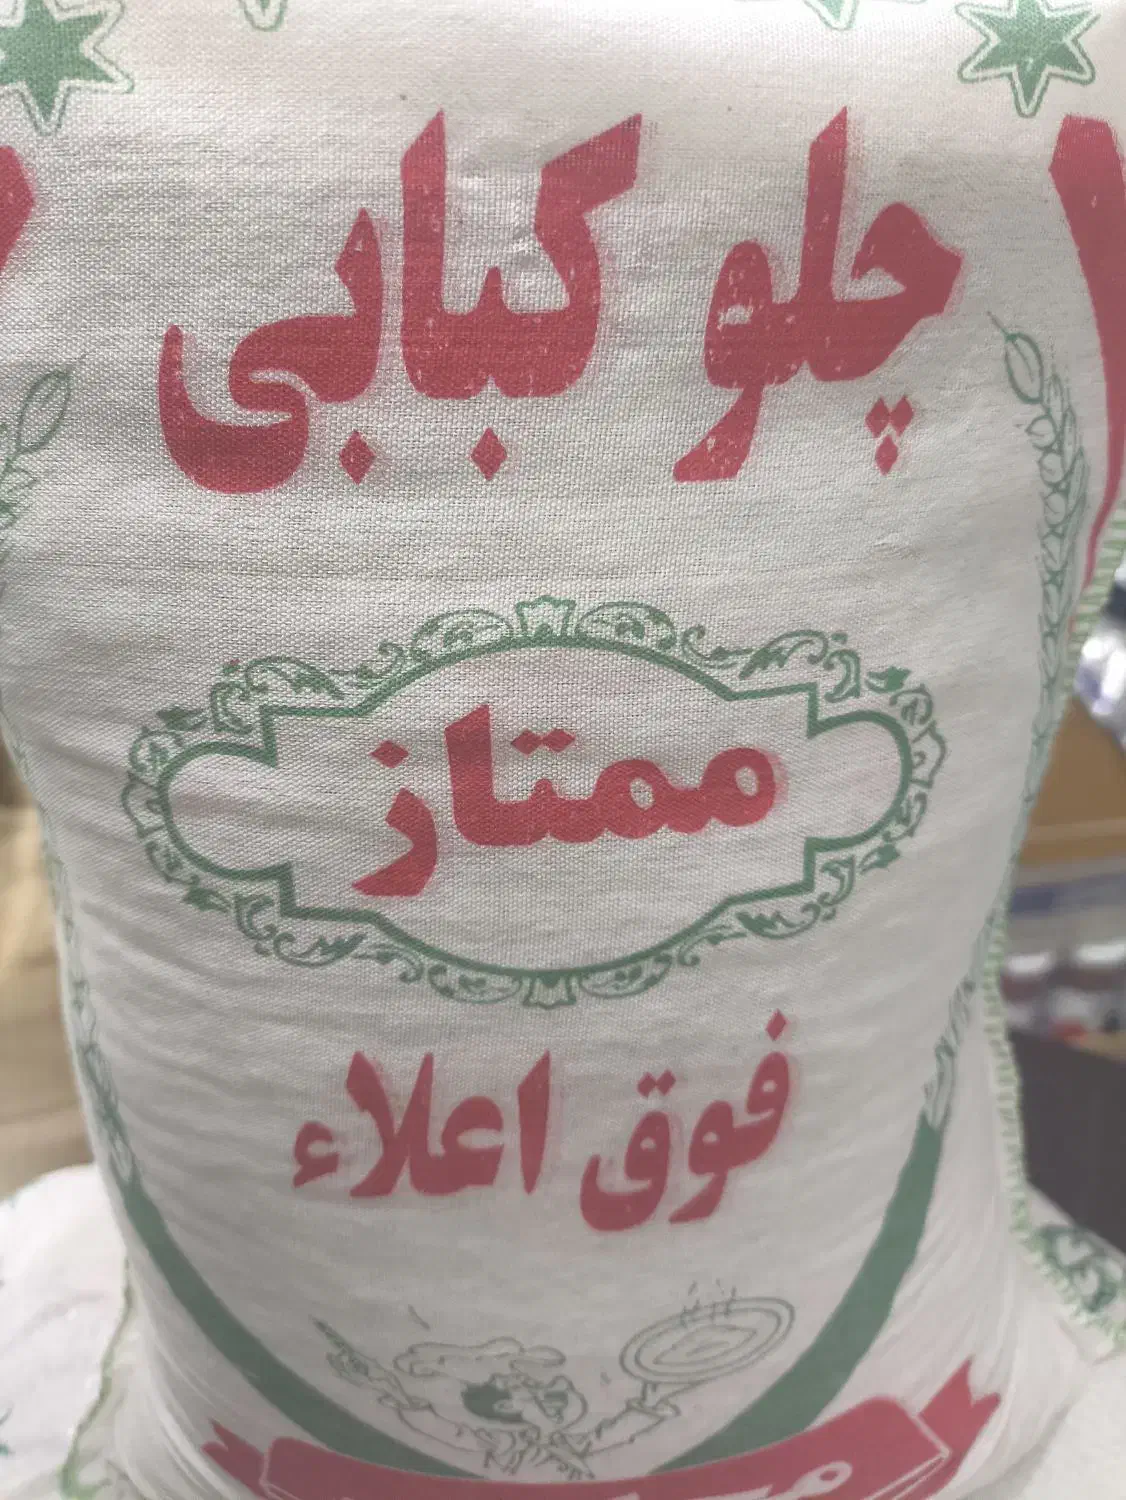 چلو کبابی
ممتاز
فوق اعلاء